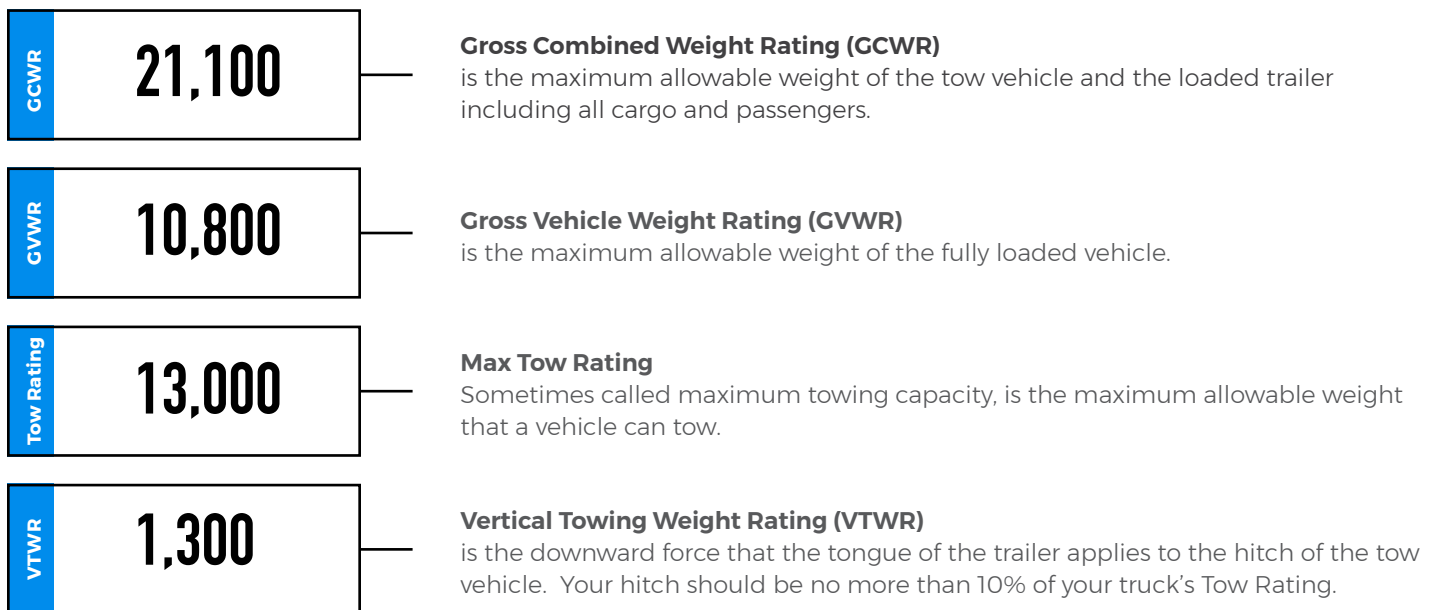 GCWR
21,100
Gross Combined Weight Rating (GCWR)
is the maximum allowable weight of the tow vehicle and the loaded trailer
including all cargo and passengers.
GVWR
10,800
Gross Vehicle Weight Rating (GVWR)
is the maximum allowable weight of the fully loaded vehicle.
Tow Rating
13,000
Max Tow Rating
Sometimes called maximum towing capacity, is the maximum allowable weight
that a vehicle can tow.
VTWR
1,300
Vertical Towing Weight Rating (VTWR)
is the downward force that the tongue of the trailer applies to the hitch of the tow
vehicle.  Your hitch should be no more than 10% of your truck's Tow Rating.